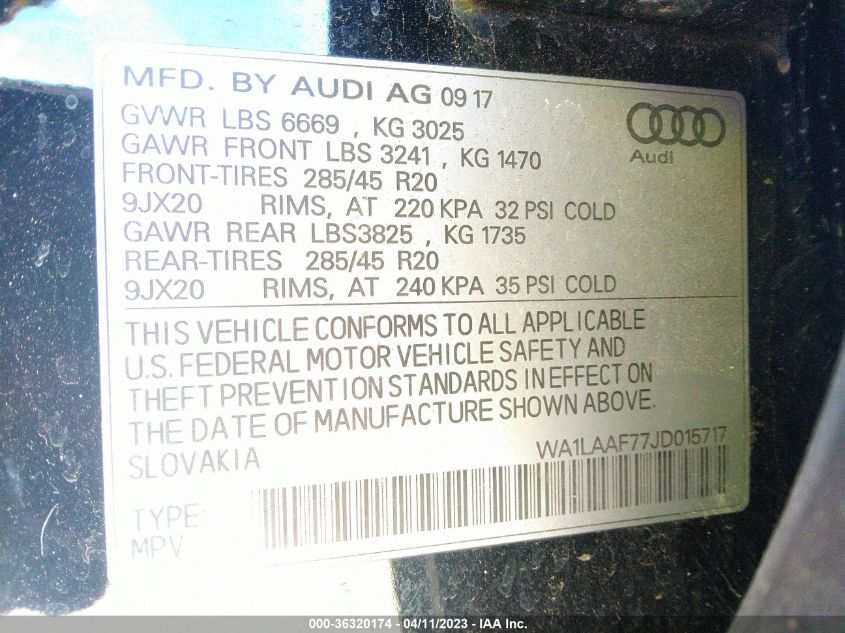 MFD. BY AUDI AG 09 17
GVWR LBS 6669 , KG 3025
GAWR FRONT LBS 3241 , KG 1470
FRONT-TIRES 285/45 R20
9JX20 RIMS, AT 220 KPA 32 PSI COLD
GAWR REAR LBS3825 , KG 1735
REAR-TIRES 285/45 R20
9JX20 RIMS, AT 240 KPA 35 PSI COLD
Audi
THIS VEHICLE CONFORMS TO ALL APPLICABLE
U.S. FEDERAL MOTOR VEHICLE SAFETY AND
THEFT PREVENTION STANDARDS IN EFFECT ON
THE DATE OF MANUFACTURE SHOWN ABOVE.
SLOVAKIA WA1LAAF77JD015717
TYPE:
MPV
000-36320174 - 04/11/2023 - IAA Inc.